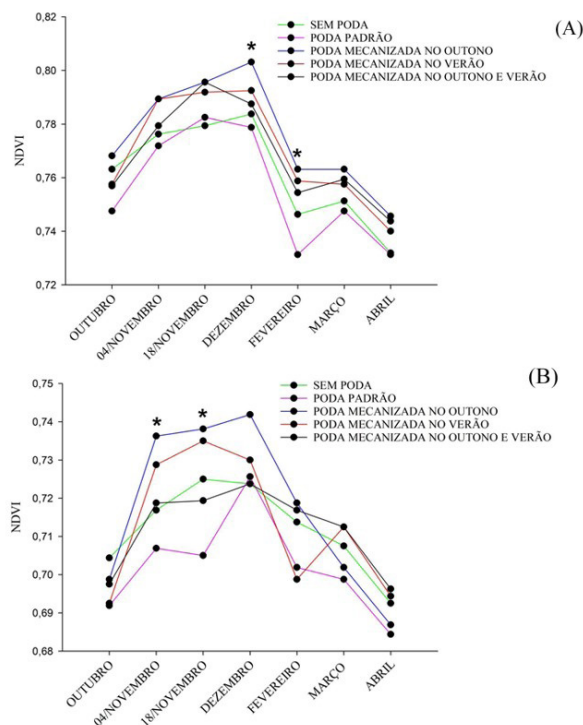 (A)
0,82
0,80
0,78
0,76
0,74
0,72
NDVI
SEM PODA
PODA PADRÃO
PODA MECANIZADA NO OUTONO
PODA MECANIZADA NO VERÃO
PODA MECANIZADA NO OUTONO E VERÃO
*
*
OUTUBRO
04/NOVEMBRO
18/NOVEMBRO
DEZEMBRO
FEVEREIRO
MARÇO
ABRIL
(B)
0,75
0,74
0,73
0,72
0,71
0,70
0,69
0,68
NDVI
SEM PODA
PODA PADRÃO
PODA MECANIZADA NO OUTONO
PODA MECANIZADA NO VERÃO
PODA MECANIZADA NO OUTONO E VERÃO
*
*
OUTUBRO
04/NOVEMBRO
18/NOVEMBRO
DEZEMBRO
FEVEREIRO
MARÇO
ABRIL